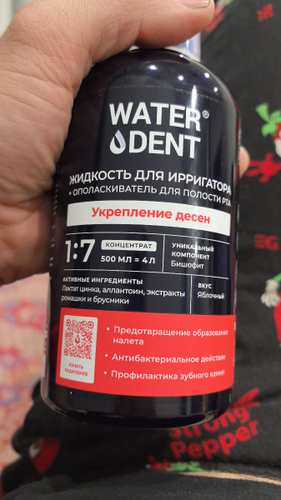 WATER®
DENT
ЖИДКОСТЬ ДЛЯ ИРРИГАТОРА
+ ОПОЛАСКИВАТЕЛЬ ДЛЯ ПОЛОСТИ РТА
Укрепление десен
1:7
КОНЦЕНТРАТ
500 МЛ = 4 Л
УНИКАЛЬНЫЙ
КОМПОНЕНТ
Бишофит
АКТИВНЫЕ ИНГРЕДИЕНТЫ
Лактат цинка, аллантоин, экстракты
ромашки и брусники
ВКУС
Яблочный
УЗНАТЬ
ПОДРОБНЕЕ
• Предотвращение образования
налета
• Антибактериальное действие
• Профилактика зубного камня
Strong
Pepper